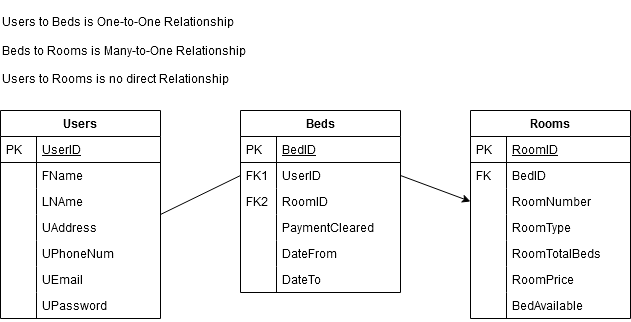 Users to Beds is One-to-One Relationship
Beds to Rooms is Many-to-One Relationship
Users to Rooms is no direct Relationship
Users
PK UserID
FName
LNAme
UAddress
UPhoneNum
UEmail
UPassword
Beds
PK BedID
FK1 UserID
FK2 RoomID
PaymentCleared
DateFrom
DateTo
Rooms
PK RoomID
FK BedID
RoomNumber
RoomType
RoomTotalBeds
RoomPrice
BedAvailable